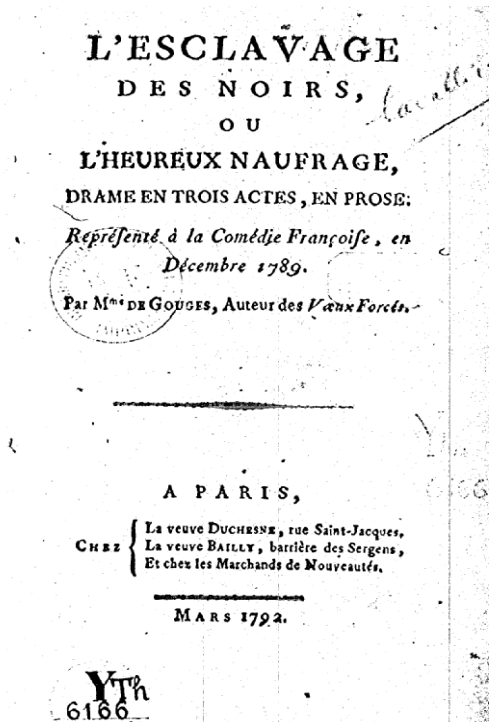 L'ESCLAVAGE
DES NOIRS,
OU
L'HEUREUX NAUFRAGE,
DRAME EN TROIS ACTES, EN PROSE:
Repréſenté à la Comédie Françoiſe, en
Décembre 1789.
Par Mme DE GOUGES, Auteur des Vœux Forcés.
A PARIS,
CHEZ { La veuve DUCHESNE, rue Saint-Jacques,
La veuve BAILLY, barrière des Sergens,
Et chez les Marchands de Nouveautés.
MARS 1792.
YTh
6166